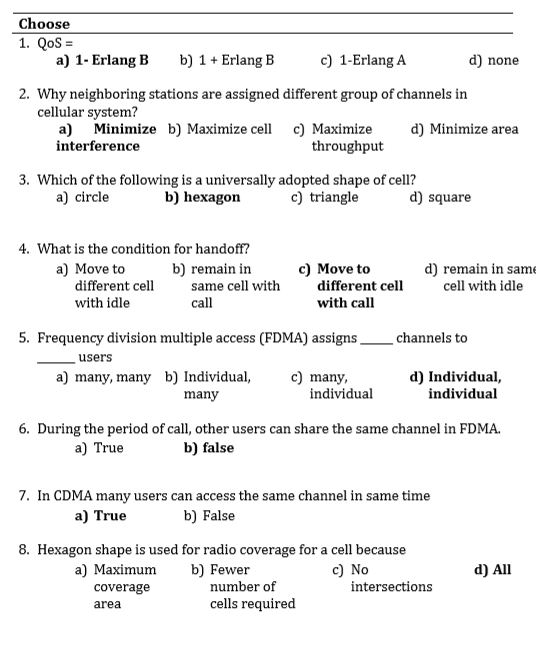 Choose
1. QoS =
a) 1- Erlang B b) 1 + Erlang B c) 1-Erlang A d) none
2. Why neighboring stations are assigned different group of channels in
cellular system?
a) Minimize b) Maximize cell c) Maximize d) Minimize area
interference throughput
3. Which of the following is a universally adopted shape of cell?
a) circle b) hexagon c) triangle d) square
4. What is the condition for handoff?
a) Move to b) remain in c) Move to d) remain in same
different cell same cell with different cell cell with idle
with idle call with call
5. Frequency division multiple access (FDMA) assigns ____ channels to
_____ users
a) many, many b) Individual, c) many, d) Individual,
many individual individual
6. During the period of call, other users can share the same channel in FDMA.
a) True b) false
7. In CDMA many users can access the same channel in same time
a) True b) False
8. Hexagon shape is used for radio coverage for a cell because
a) Maximum b) Fewer c) No d) All
coverage number of intersections
area cells required